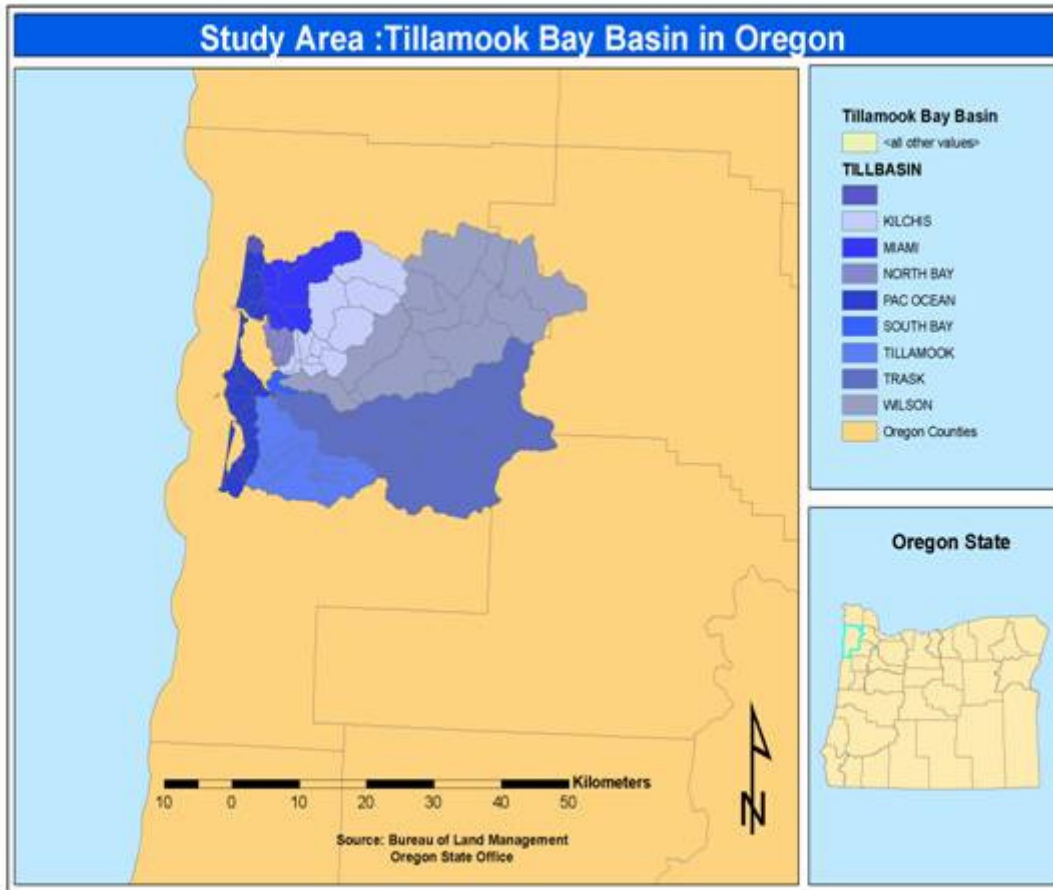 Study Area :Tillamook Bay Basin in Oregon
Tillamook Bay Basin
<all other values>
TILLBASIN
KILCHIS
MIAMI
NORTH BAY
PAC OCEAN
SOUTH BAY
TILLAMOOK
TRASK
WILSON
Oregon Counties
Oregon State
Kilometers
10 0 10 20 30 40 50
N
Source: Bureau of Land Management
Oregon State Office